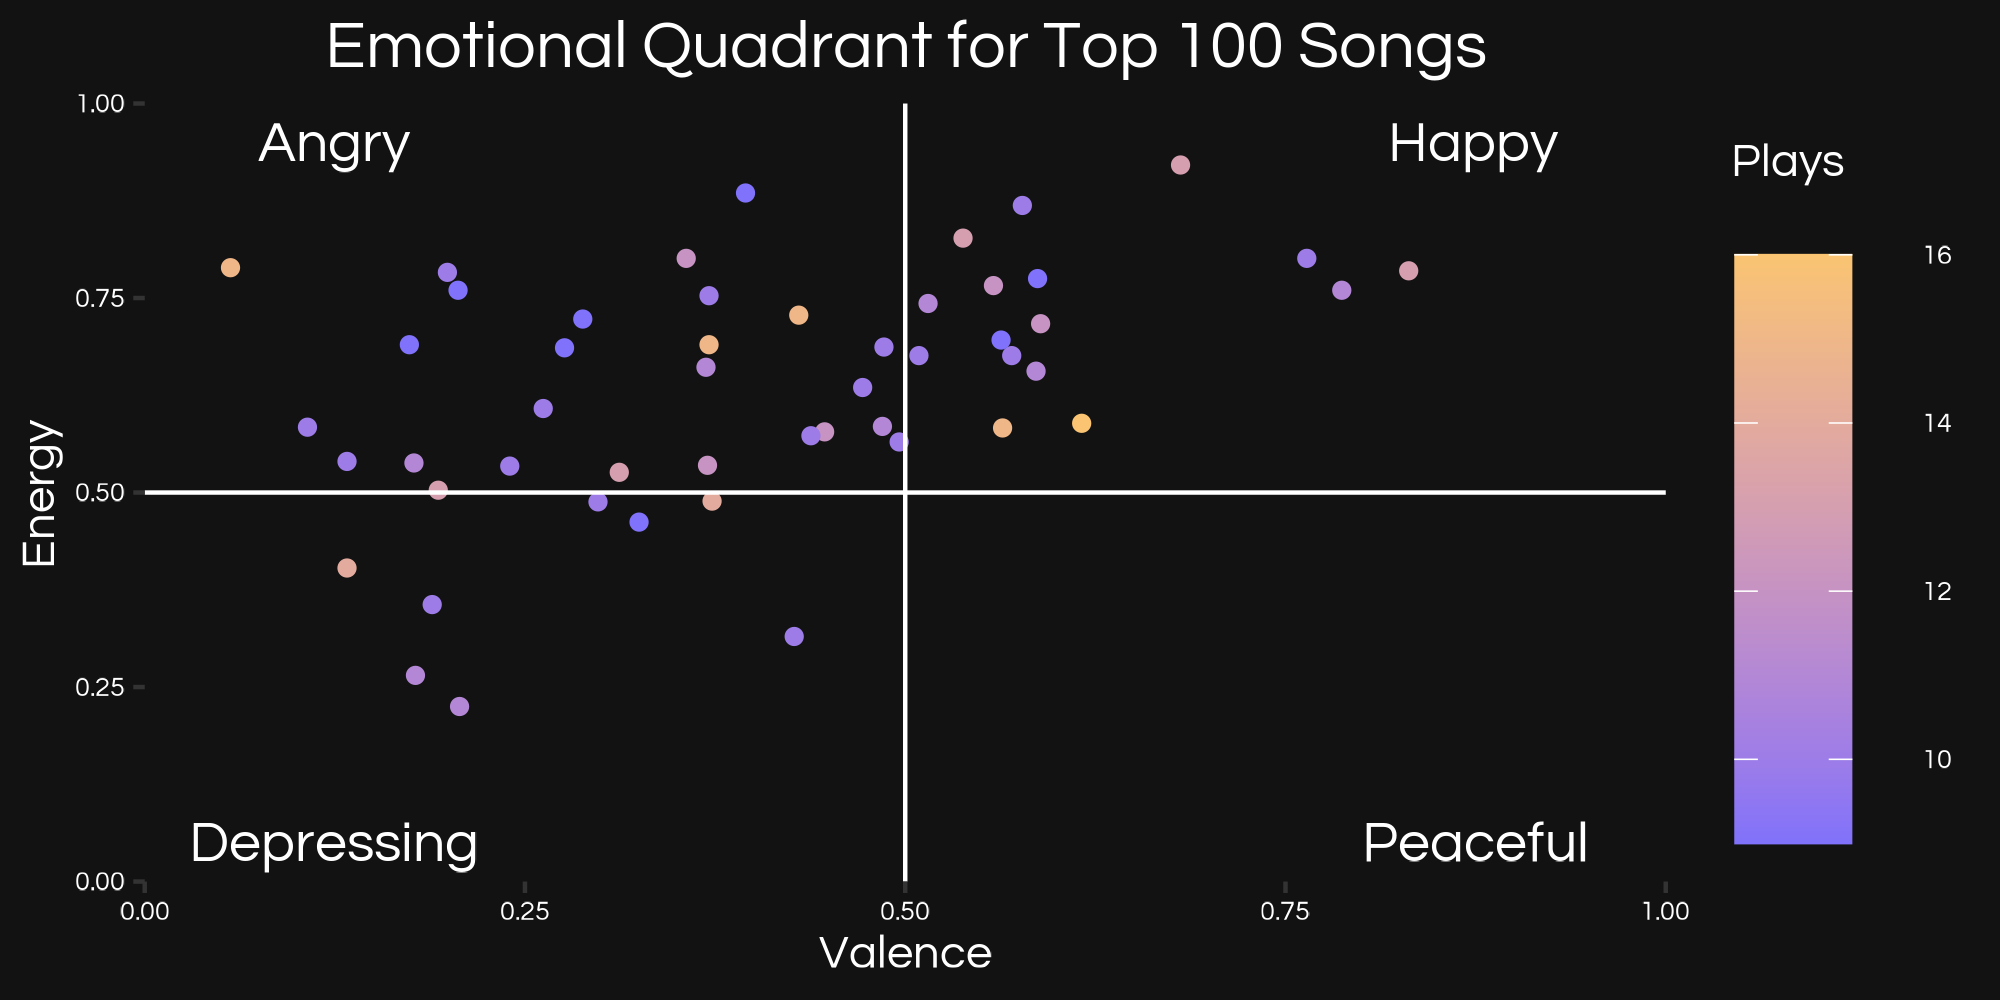 Emotional Quadrant for Top 100 Songs
1.00
Angry
Happy
Plays
0.75
0.50
0.25
0.00
Energy
Depressing
Peaceful
16
14
12
10
0.00 0.25 0.50 0.75 1.00
Valence